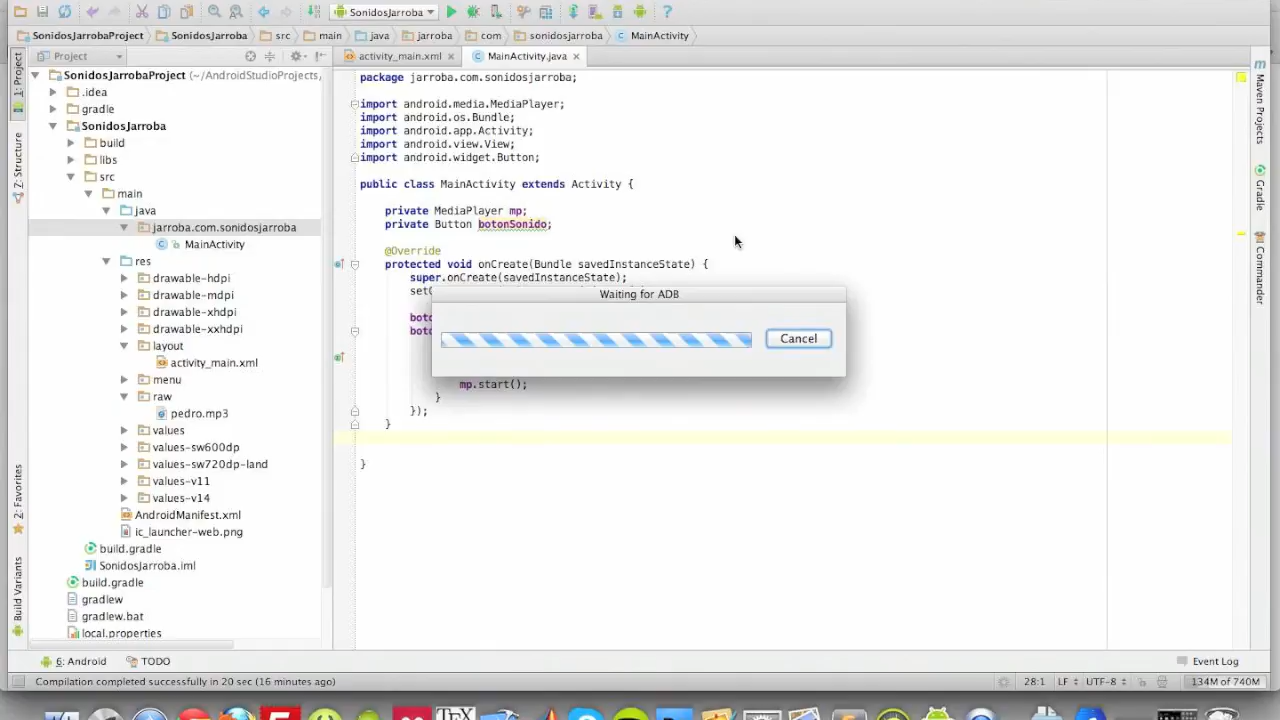 SonidosJarroba
SonidosJarrobaProject SonidosJarroba src main java jarroba com sonidosjarroba MainActivity
Project
activity_main.xml
MainActivity.java
1: Project
Z: Structure
2: Favorites
Build Variants
SonidosJarrobaProject (~/AndroidStudioProjects/
.idea
gradle
SonidosJarroba
build
libs
src
main
java
jarroba.com.sonidosjarroba
MainActivity
res
drawable-hdpi
drawable-mdpi
drawable-xhdpi
drawable-xxhdpi
layout
activity_main.xml
menu
raw
pedro.mp3
values
values-sw600dp
values-sw720dp-land
values-v11
values-v14
AndroidManifest.xml
ic_launcher-web.png
build.gradle
SonidosJarroba.iml
build.gradle
gradlew
gradlew.bat
local.properties
package jarroba.com.sonidosjarroba;
import android.media.MediaPlayer;
import android.os.Bundle;
import android.app.Activity;
import android.view.View;
import android.widget.Button;
public class MainActivity extends Activity {
private MediaPlayer mp;
private Button botonSonido;
@Override
protected void onCreate(Bundle savedInstanceState) {
super.onCreate(savedInstanceState);
mp.start();
}
});
}
}
Waiting for ADB
Cancel
Maven Projects
Gradle
Commander
6: Android
TODO
Event Log
Compilation completed successfully in 20 sec (16 minutes ago)
28:1
LF
UTF-8
134M of 740M